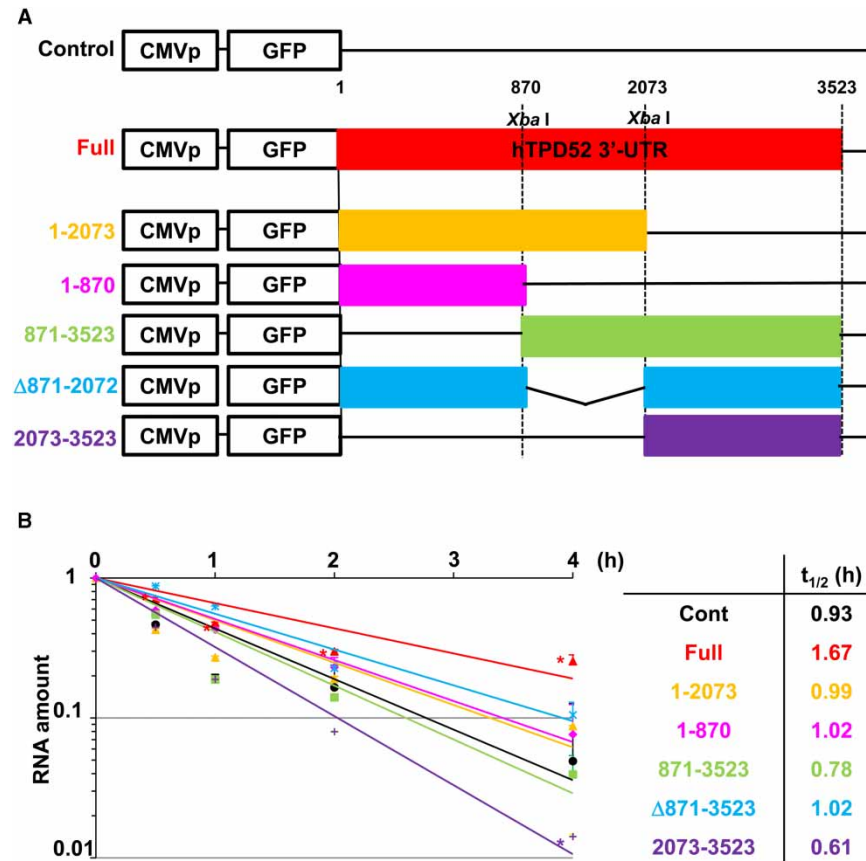 A
Control CMVp GFP
1 870 2073 3523
Xba I Xba I
Full CMVp GFP hTPD52 3'-UTR
1-2073 CMVp GFP
1-870 CMVp GFP
871-3523 CMVp GFP
Δ871-2072 CMVp GFP
2073-3523 CMVp GFP
B
0 1 2 3 4 (h)
1
0.1
0.01
RNA amount
* * * *
*
t1/2 (h)
Cont 0.93
Full 1.67
1-2073 0.99
1-870 1.02
871-3523 0.78
Δ871-3523 1.02
2073-3523 0.61